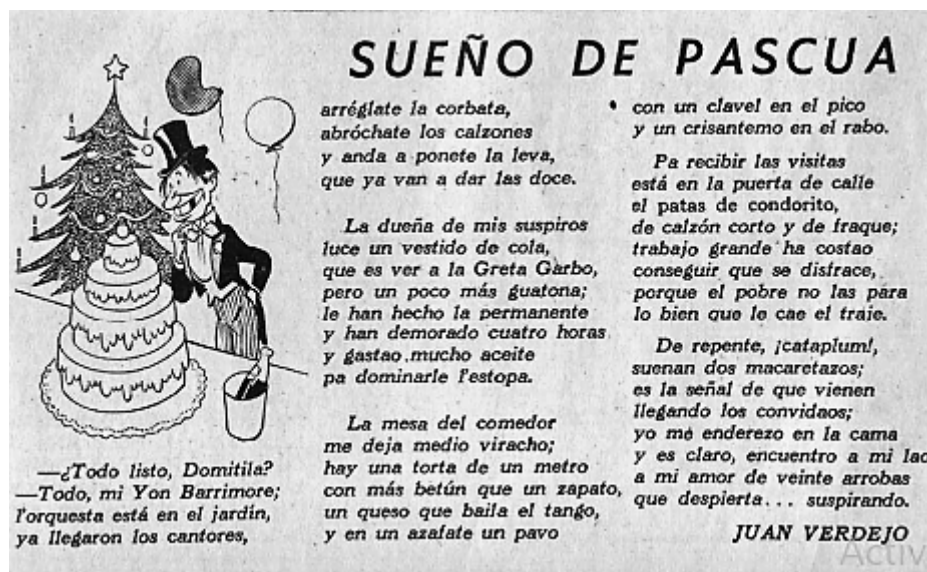 SUEÑO DE PASCUA
—¿Todo listo, Domitila?
—Todo, mi Yon Barrimore;
l'orquesta está en el jardín,
ya llegaron los cantores,
arréglate la corbata,
abróchate los calzones
y anda a ponete la leva,
que ya van a dar las doce.
La dueña de mis suspiros
luce un vestido de cola,
que es ver a la Greta Garbo,
pero un poco más guatona;
le han hecho la permanente
y han demorado cuatro horas
y gastao mucho aceite
pa dominarle l'estopa.
La mesa del comedor
me deja medio viracho;
hay una torta de un metro
con más betún que un zapato,
un queso que baila el tango,
y en un azafate un pavo
con un clavel en el pico
y un crisantemo en el rabo.
Pa recibir las visitas
está en la puerta de calle
el patas de condorito,
de calzón corto y de fraque;
trabajo grande ha costao
conseguir que se disfrace,
porque el pobre no las pára
lo bien que le cae el traje.
De repente, ¡cataplum!,
suenan dos macaretazos;
es la señal de que vienen
llegando los convidaos;
yo me enderezo en la cama
y es claro, encuentro a mi lac
a mi amor de veinte arrobas
que despierta... suspirando.
JUAN VERDEJO
Activ